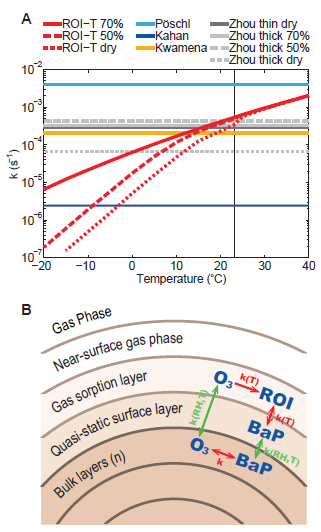 A
ROI−T 70%
ROI−T 50%
ROI−T dry
Pöschl
Kahan
Kwamena
Zhou thin dry
Zhou thick 70%
Zhou thick 50%
Zhou thick dry
10⁻²
10⁻³
10⁻⁴
10⁻⁵
10⁻⁶
10⁻⁷
k (s⁻¹)
−20 −10 0 10 20 30 40
Temperature (°C)
B
Gas Phase
Near-surface gas phase
Gas sorption layer
Quasi-static surface layer
Bulk layers (n)
O₃ k(T) ROI
k(RH,T)
k(T)
BaP
k(RH,T)
O₃ k BaP